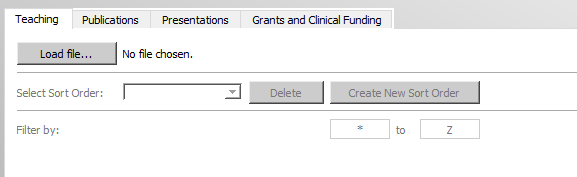 Teaching Publications Presentations Grants and Clinical Funding
Load file... No file chosen.
Select Sort Order: Delete Create New Sort Order
Filter by: * to Z